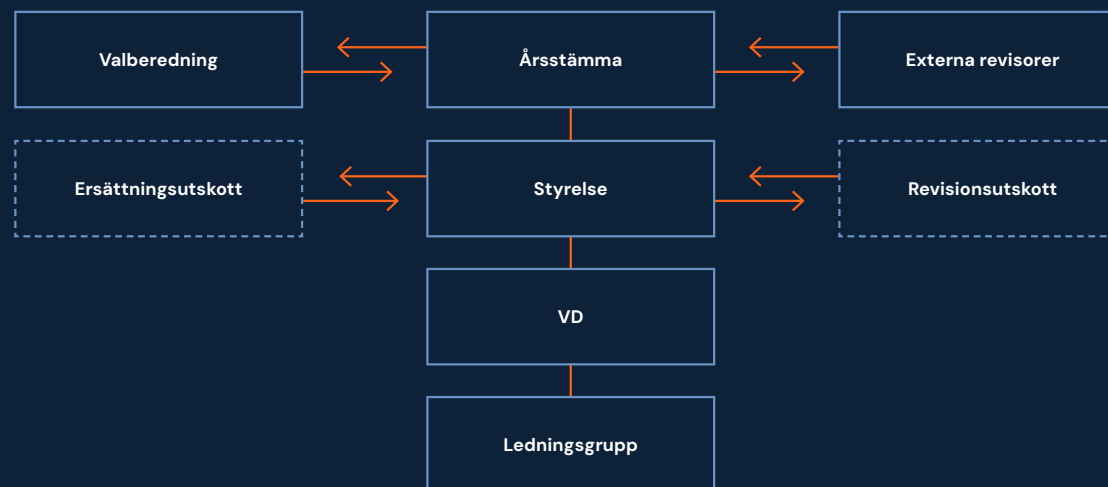 Valberedning
Årsstämma
Externa revisorer
Ersättningsutskott
Styrelse
Revisionsutskott
VD
Ledningsgrupp